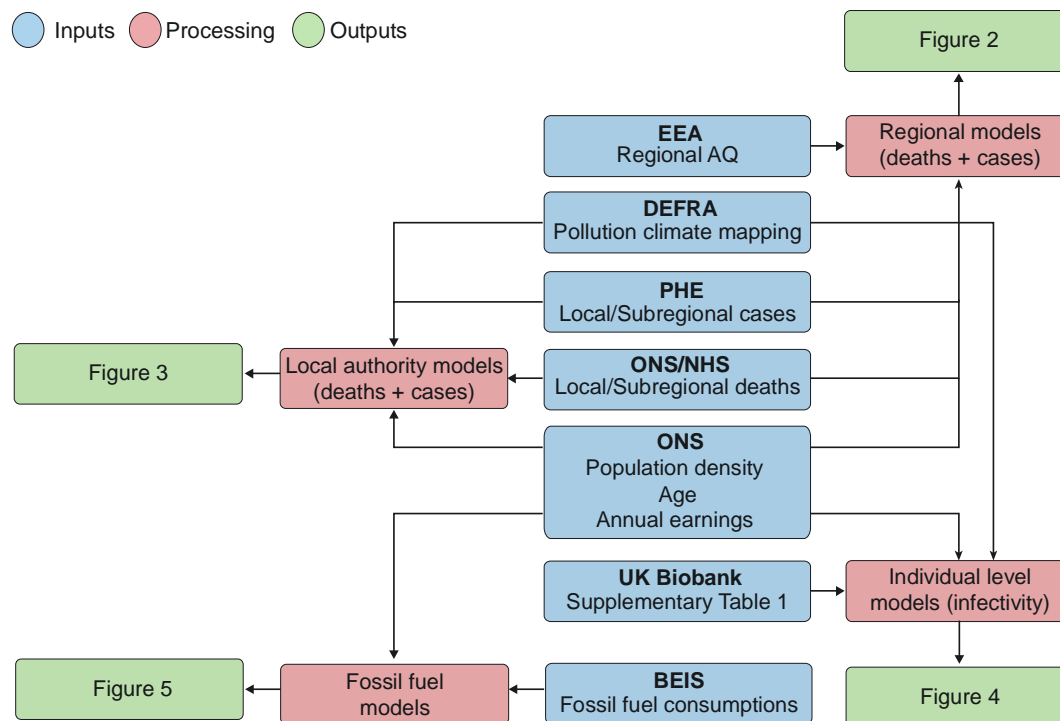 Inputs Processing Outputs
Figure 2
EEA
Regional AQ
Regional models
(deaths + cases)
DEFRA
Pollution climate mapping
PHE
Local/Subregional cases
Figure 3
Local authority models
(deaths + cases)
ONS/NHS
Local/Subregional deaths
ONS
Population density
Age
Annual earnings
UK Biobank
Supplementary Table 1
Individual level
models (infectivity)
Figure 5
Fossil fuel
models
BEIS
Fossil fuel consumptions
Figure 4